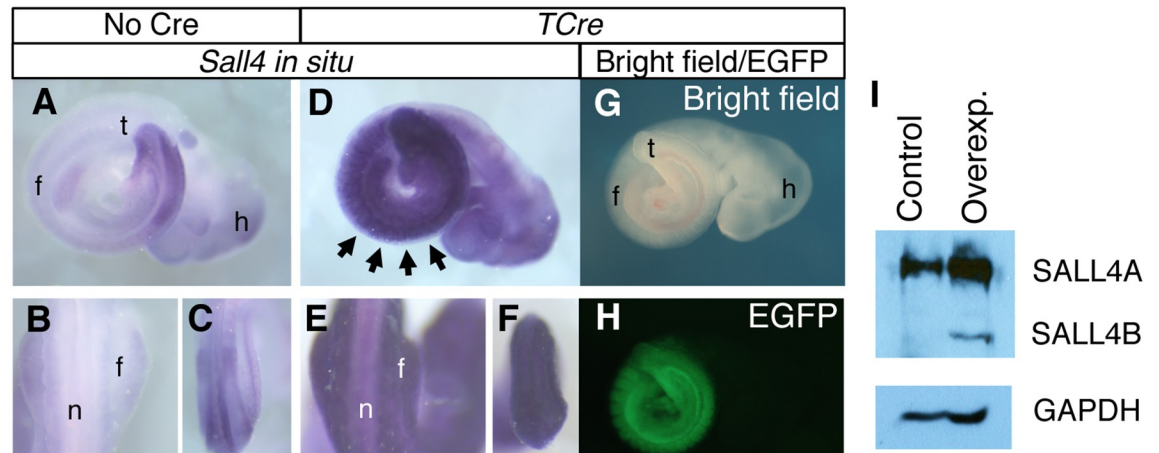 No Cre
TCre
Sall4 in situ
Bright field/EGFP
A
t
f
h
D
G
Bright field
t
f
h
B
f
n
C
E
f
n
F
H
EGFP
I
Control
Overexp.
SALL4A
SALL4B
GAPDH